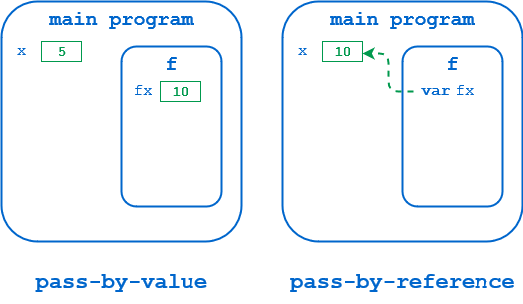 main program
x 5
f
fx 10
pass-by-value
main program
x 10
f
var fx
pass-by-reference